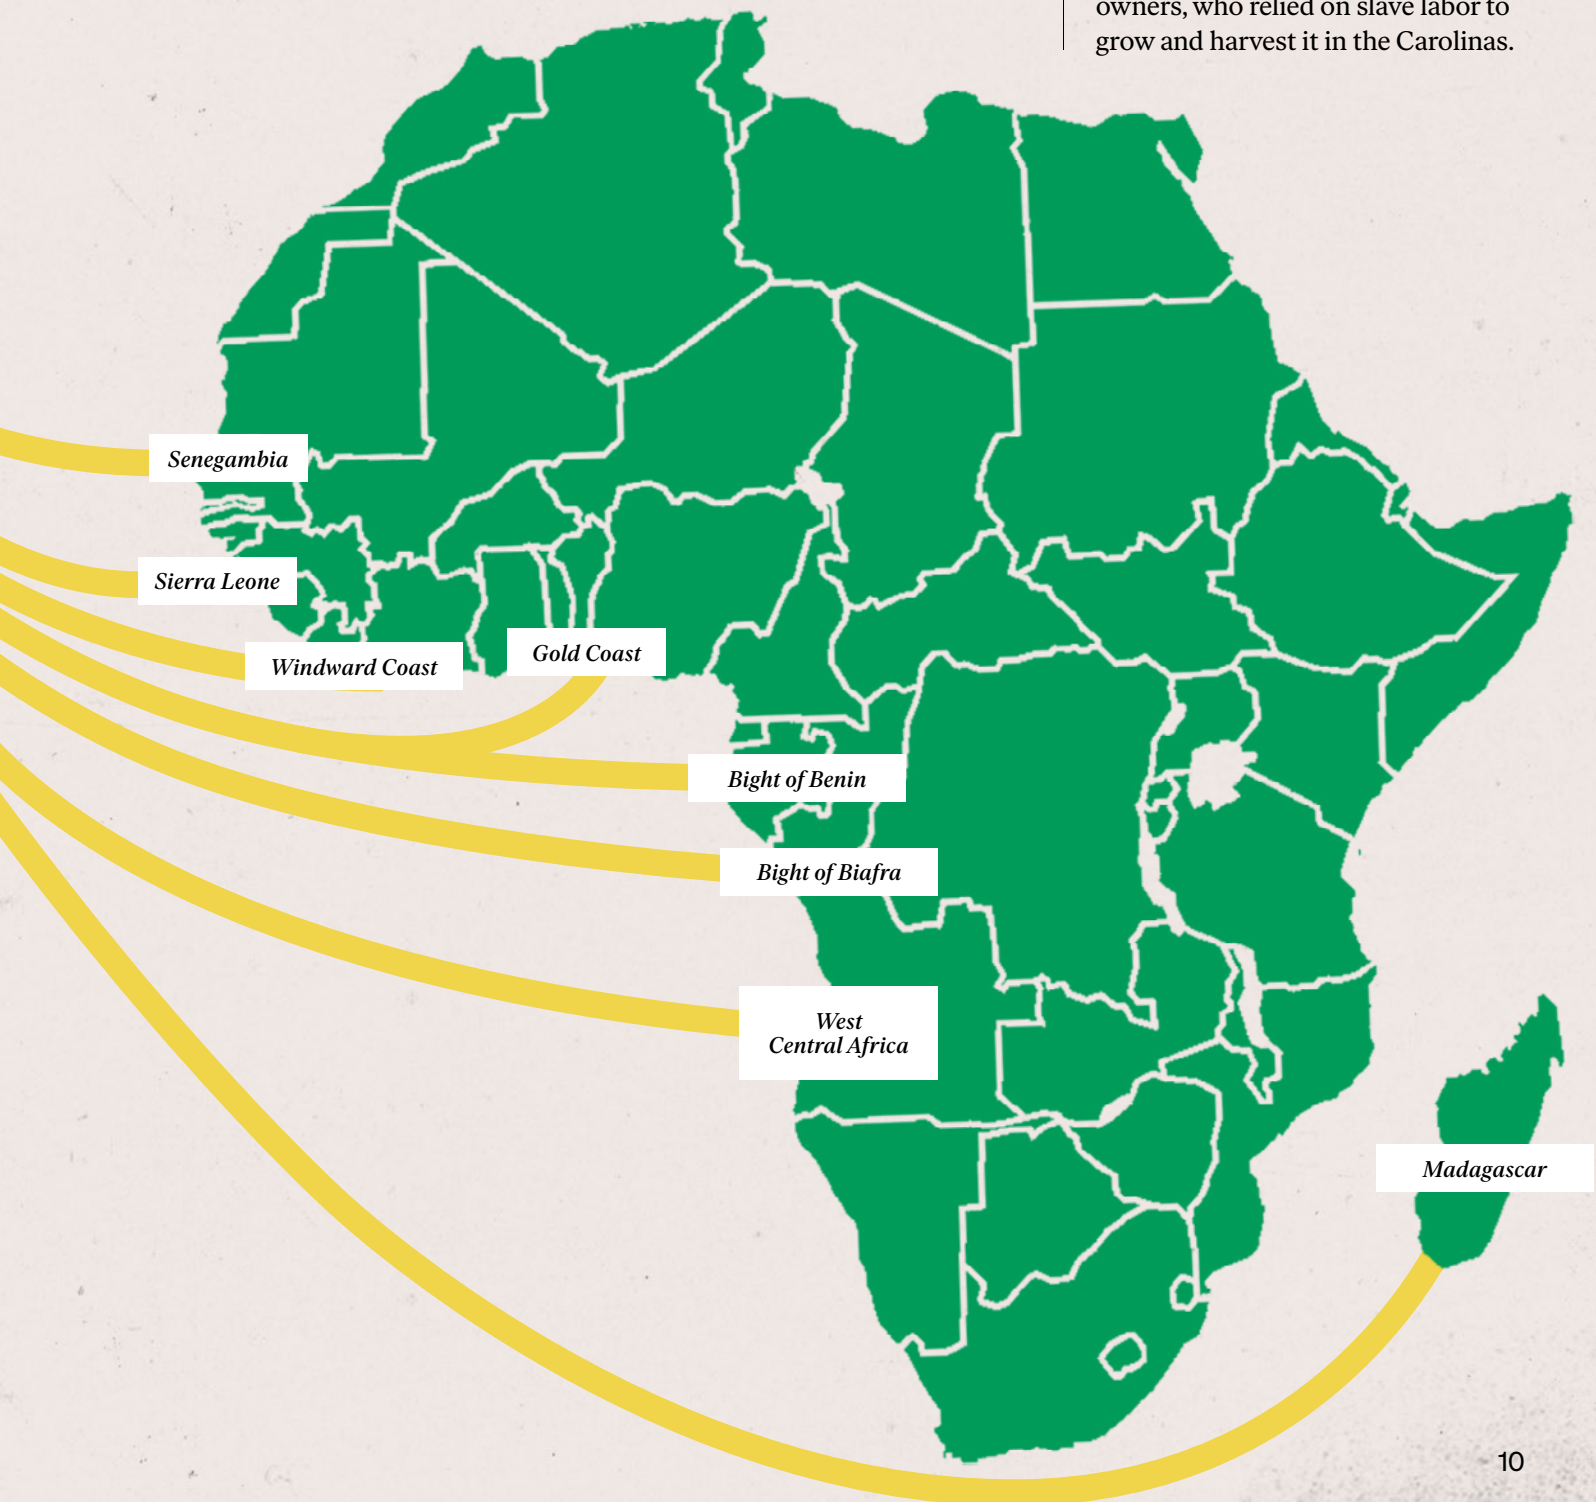 owners, who relied on slave labor to
grow and harvest it in the Carolinas.
Senegambia
Sierra Leone
Windward Coast
Gold Coast
Bight of Benin
Bight of Biafra
West
Central Africa
Madagascar
10